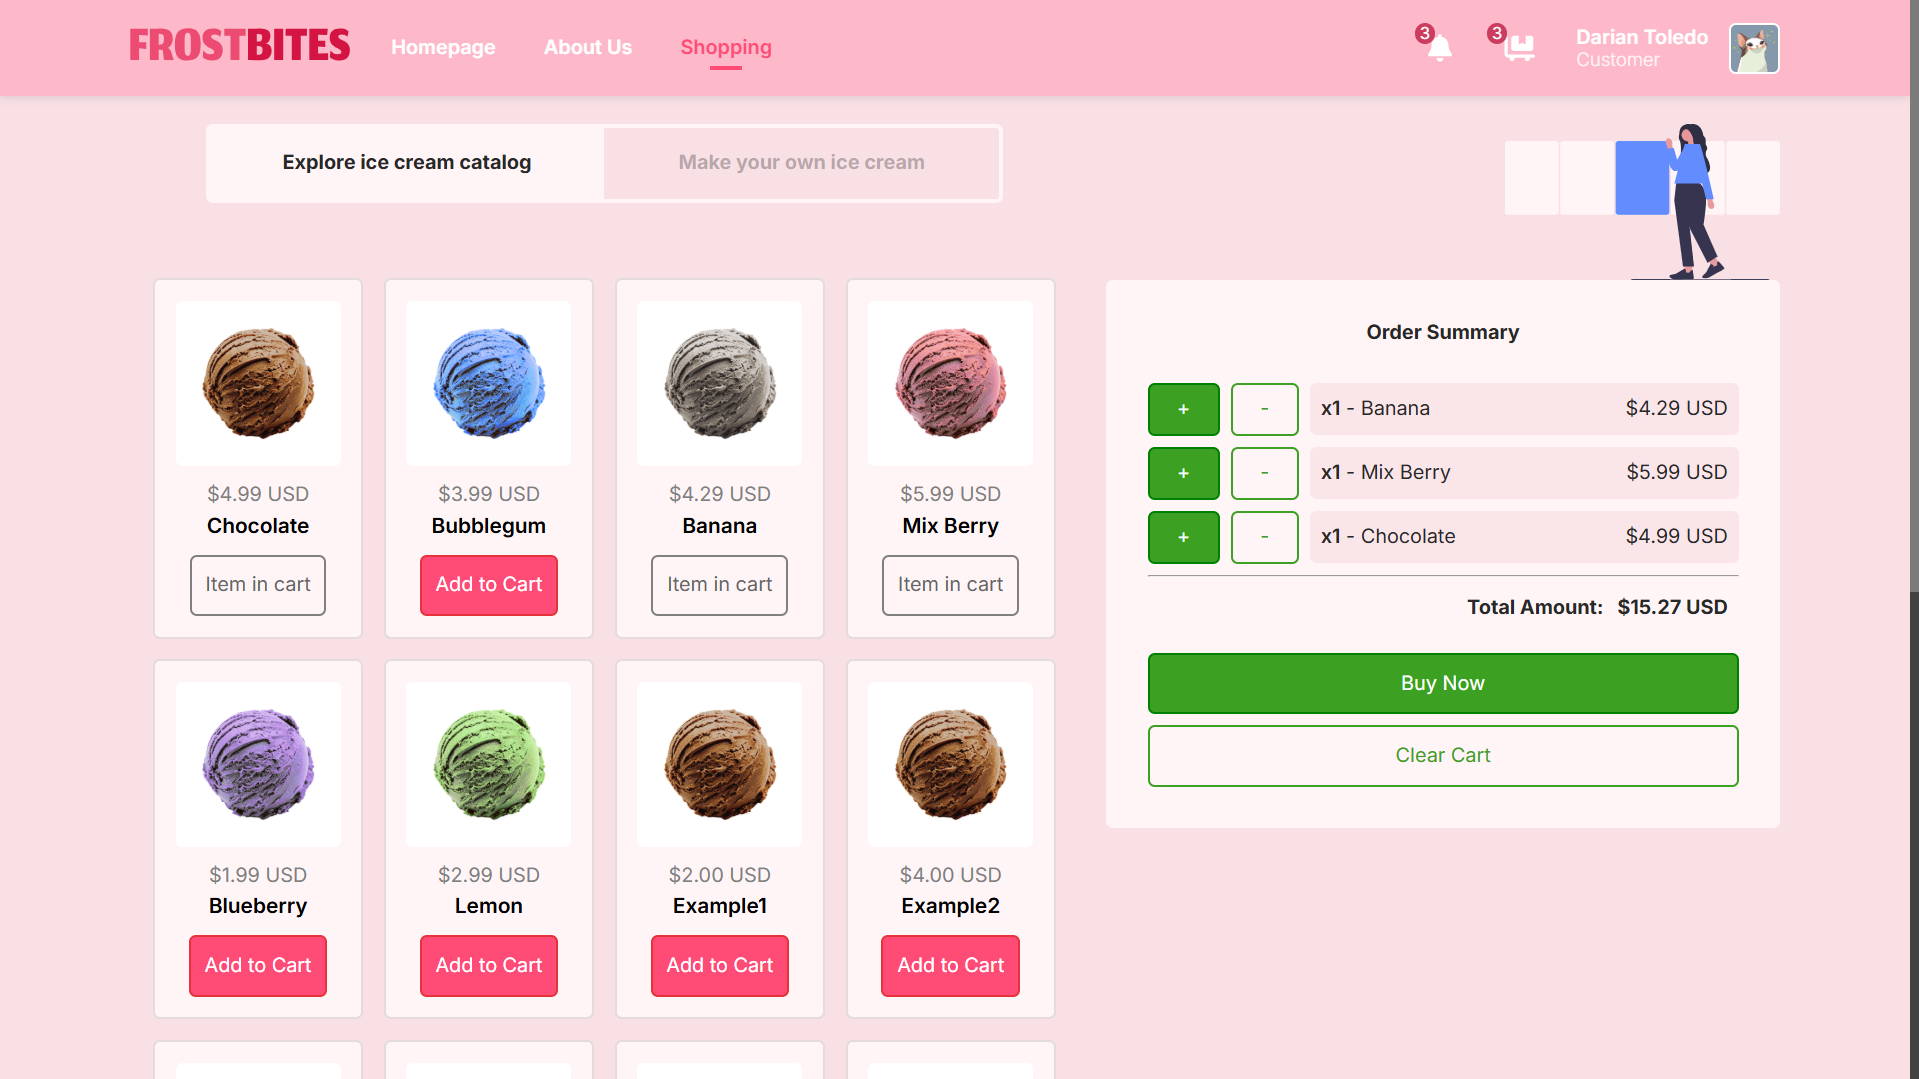 FROSTBITES
Homepage
About Us
Shopping
3
3
Darian Toledo
Customer
Explore ice cream catalog
Make your own ice cream
$4.99 USD
Chocolate
Item in cart
$3.99 USD
Bubblegum
Add to Cart
$4.29 USD
Banana
Item in cart
$5.99 USD
Mix Berry
Item in cart
$1.99 USD
Blueberry
Add to Cart
$2.99 USD
Lemon
Add to Cart
$2.00 USD
Example1
Add to Cart
$4.00 USD
Example2
Add to Cart
Order Summary
+ - x1 - Banana $4.29 USD
+ - x1 - Mix Berry $5.99 USD
+ - x1 - Chocolate $4.99 USD
Total Amount: $15.27 USD
Buy Now
Clear Cart